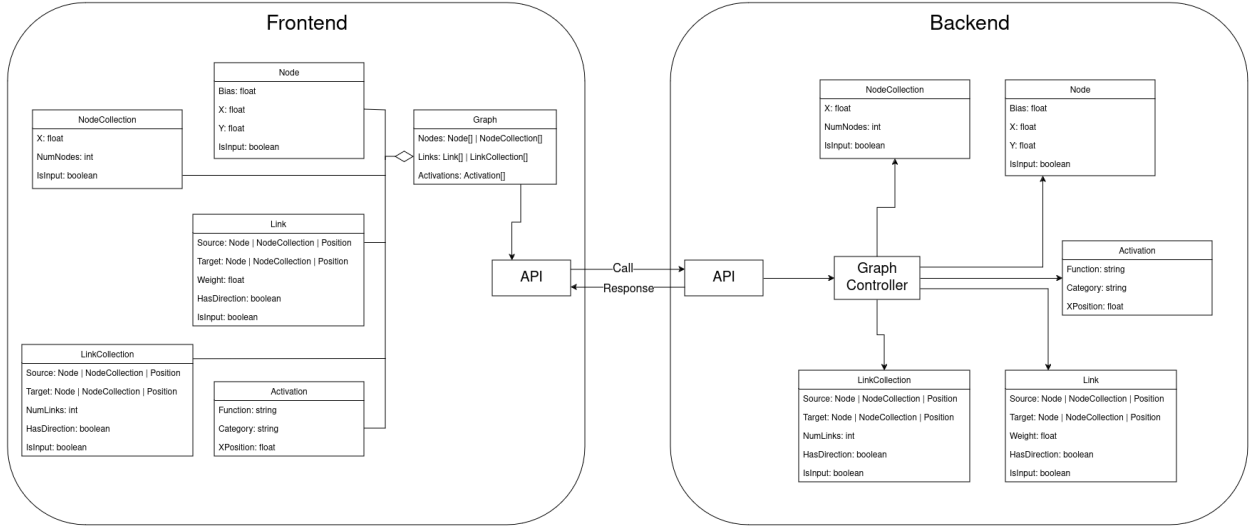 Frontend
Node
Bias: float
X: float
Y: float
IsInput: boolean
NodeCollection
X: float
NumNodes: int
IsInput: boolean
Graph
Nodes: Node[] | NodeCollection[]
Links: Link[] | LinkCollection[]
Activations: Activation[]
Link
Source: Node | NodeCollection | Position
Target: Node | NodeCollection | Position
Weight: float
HasDirection: boolean
IsInput: boolean
API
LinkCollection
Source: Node | NodeCollection | Position
Target: Node | NodeCollection | Position
NumLinks: int
HasDirection: boolean
IsInput: boolean
Activation
Function: string
Category: string
XPosition: float
Call
Response
Backend
NodeCollection
X: float
NumNodes: int
IsInput: boolean
Node
Bias: float
X: float
Y: float
IsInput: boolean
API
Graph
Controller
Activation
Function: string
Category: string
XPosition: float
LinkCollection
Source: Node | NodeCollection | Position
Target: Node | NodeCollection | Position
NumLinks: int
HasDirection: boolean
IsInput: boolean
Link
Source: Node | NodeCollection | Position
Target: Node | NodeCollection | Position
Weight: float
HasDirection: boolean
IsInput: boolean